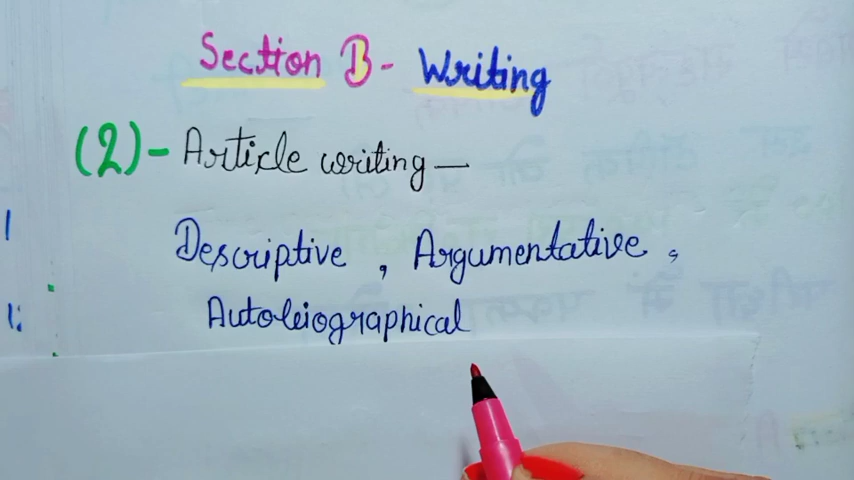 Section B- Writing
(2)- Article writing —
Descriptive , Argumentative ,
Autobiographical